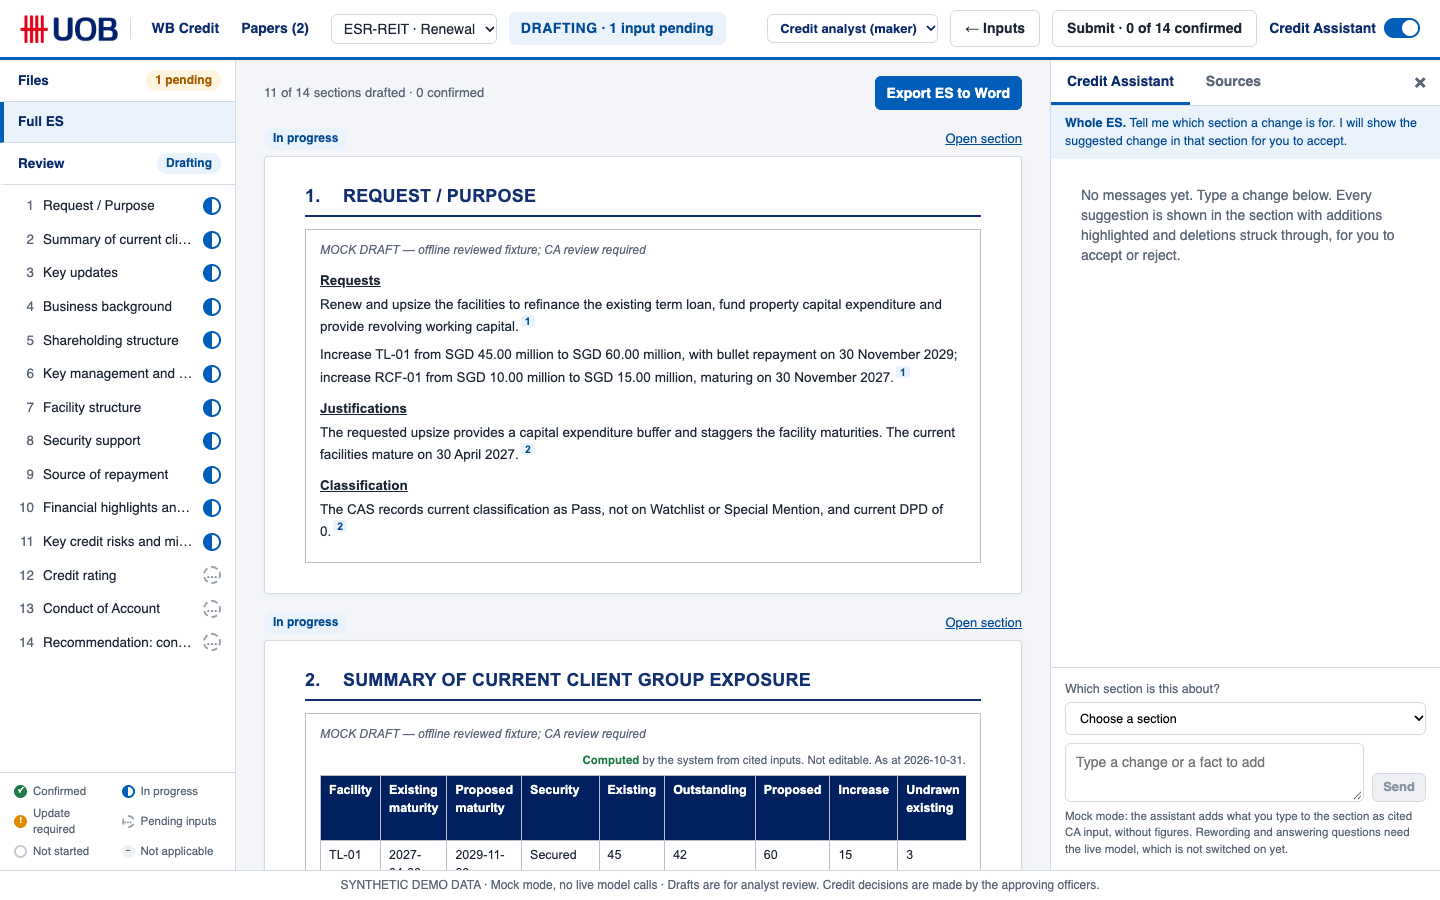 UOB
WB Credit
Papers (2)
ESR-REIT · Renewal
DRAFTING · 1 input pending
Credit analyst (maker)
← Inputs
Submit · 0 of 14 confirmed
Credit Assistant
Files
1 pending
Full ES
Review
Drafting
1 Request / Purpose
2 Summary of current cli...
3 Key updates
4 Business background
5 Shareholding structure
6 Key management and ...
7 Facility structure
8 Security support
9 Source of repayment
10 Financial highlights an...
11 Key credit risks and mi...
12 Credit rating
13 Conduct of Account
14 Recommendation: con...
Confirmed
In progress
Update required
Pending inputs
Not started
Not applicable
11 of 14 sections drafted · 0 confirmed
Export ES to Word
In progress
Open section
1. REQUEST / PURPOSE
MOCK DRAFT — offline reviewed fixture; CA review required
Requests
Renew and upsize the facilities to refinance the existing term loan, fund property capital expenditure and
provide revolving working capital. 1
Increase TL-01 from SGD 45.00 million to SGD 60.00 million, with bullet repayment on 30 November 2029;
increase RCF-01 from SGD 10.00 million to SGD 15.00 million, maturing on 30 November 2027. 1
Justifications
The requested upsize provides a capital expenditure buffer and staggers the facility maturities. The current
facilities mature on 30 April 2027. 2
Classification
The CAS records current classification as Pass, not on Watchlist or Special Mention, and current DPD of
0. 2
In progress
Open section
2. SUMMARY OF CURRENT CLIENT GROUP EXPOSURE
MOCK DRAFT — offline reviewed fixture; CA review required
Computed by the system from cited inputs. Not editable. As at 2026-10-31.
Facility Existing maturity Proposed maturity Security Existing Outstanding Proposed Increase Undrawn existing
TL-01 2027- 2029-11- Secured 45 42 60 15 3
Credit Assistant
Sources
×
Whole ES. Tell me which section a change is for. I will show the
suggested change in that section for you to accept.
No messages yet. Type a change below. Every
suggestion is shown in the section with additions
highlighted and deletions struck through, for you to
accept or reject.
Which section is this about?
Choose a section
Type a change or a fact to add
Send
Mock mode: the assistant adds what you type to the section as cited
CA input, without figures. Rewording and answering questions need
the live model, which is not switched on yet.
SYNTHETIC DEMO DATA · Mock mode, no live model calls · Drafts are for analyst review. Credit decisions are made by the approving officers.